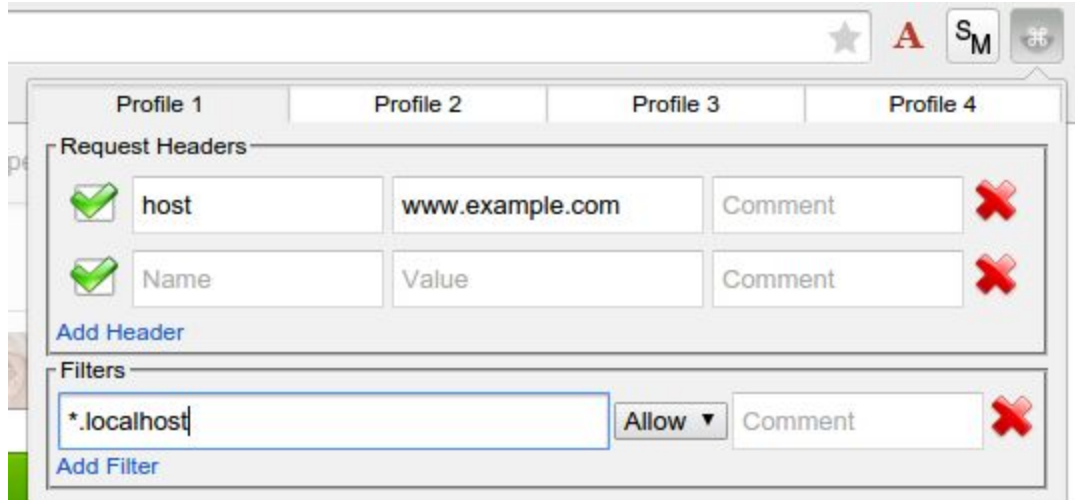 A SM
Profile 1 Profile 2 Profile 3 Profile 4
Request Headers
host www.example.com Comment
Name Value Comment
Add Header
Filters
*.localhost Allow Comment
Add Filter